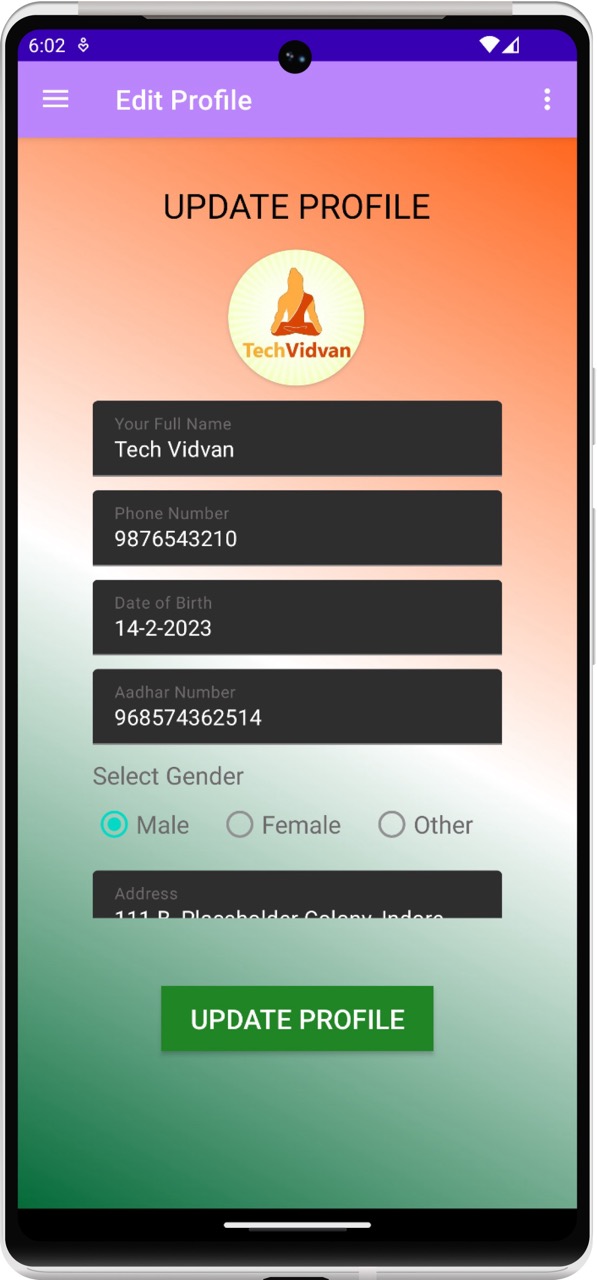 6:02
Edit Profile
UPDATE PROFILE
TechVidvan
Your Full Name
Tech Vidvan
Phone Number
9876543210
Date of Birth
14-2-2023
Aadhar Number
968574362514
Select Gender
Male Female Other
Address
111 B, Placeholder Colony, Indore
UPDATE PROFILE